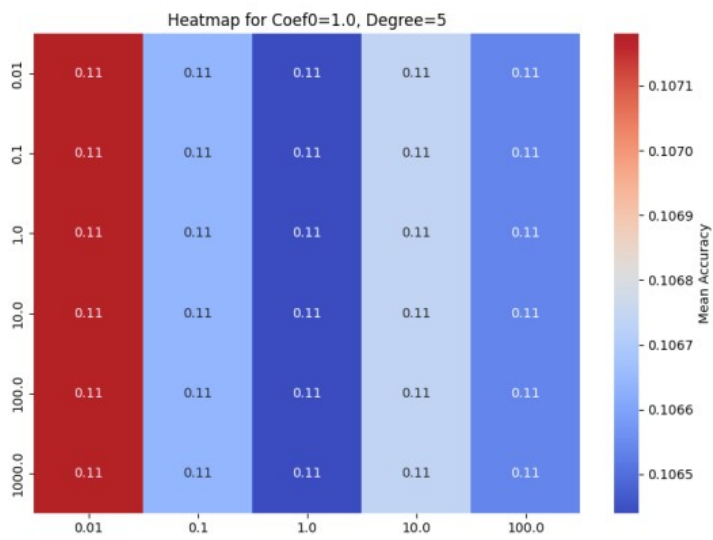 Heatmap for Coef0=1.0, Degree=5
0.01 0.11 0.11 0.11 0.11 0.11
0.1 0.11 0.11 0.11 0.11 0.11
1.0 0.11 0.11 0.11 0.11 0.11
10.0 0.11 0.11 0.11 0.11 0.11
100.0 0.11 0.11 0.11 0.11 0.11
1000.0 0.11 0.11 0.11 0.11 0.11
0.01 0.1 1.0 10.0 100.0
0.1071
0.1070
0.1069
0.1068
0.1067
0.1066
0.1065
Mean Accuracy